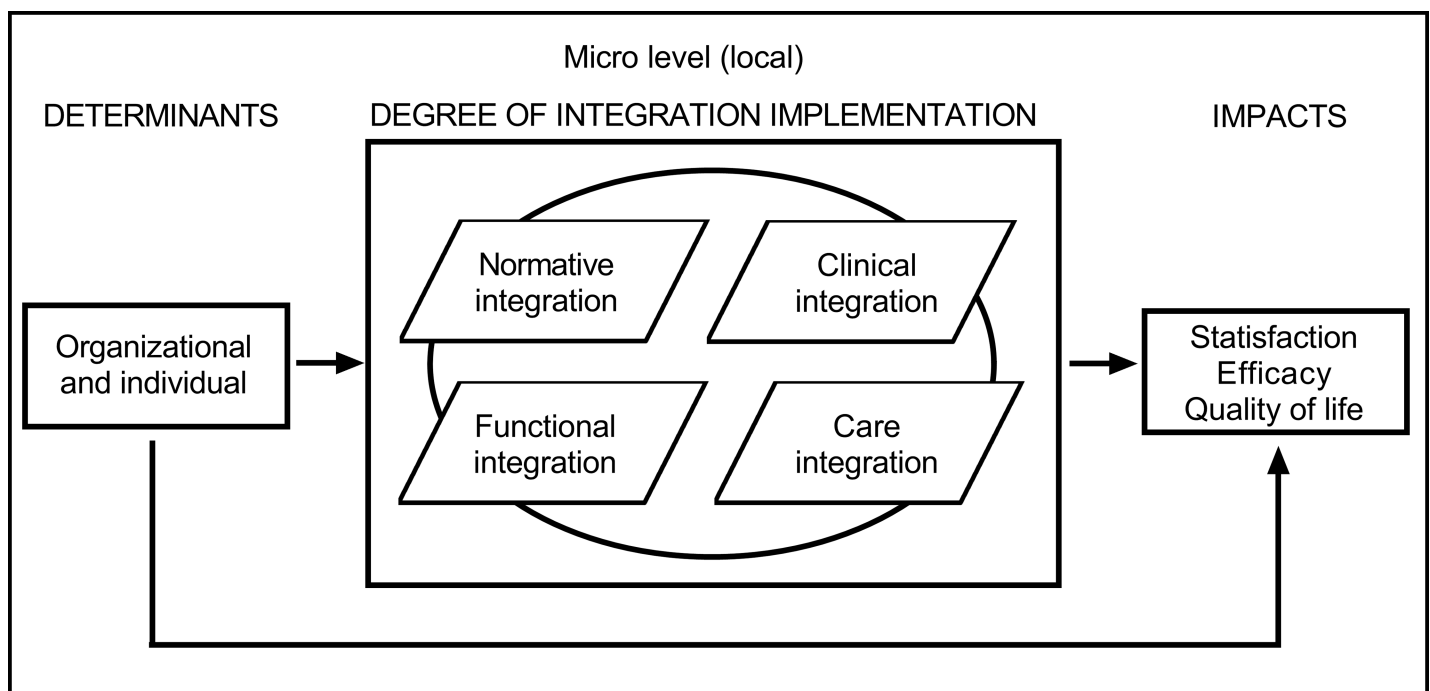 Micro level (local)
DETERMINANTS
DEGREE OF INTEGRATION IMPLEMENTATION
IMPACTS
Organizational
and individual
Normative
integration
Clinical
integration
Functional
integration
Care
integration
Statisfaction
Efficacy
Quality of life